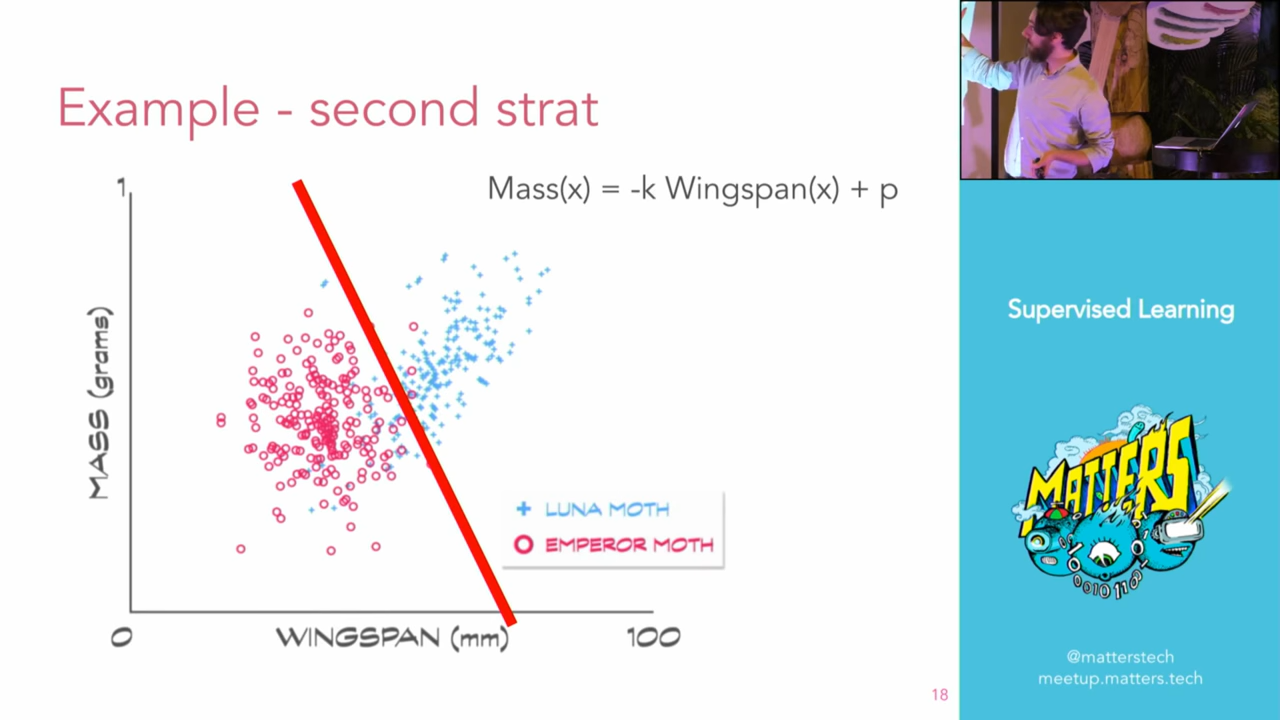 Example - second strat
Mass(x) = -k Wingspan(x) + p
1
MASS (grams)
LUNA MOTH
EMPEROR MOTH
0
WINGSPAN (mm)
100
18
Supervised Learning
MATTERS
@matterstech
meetup.matters.tech